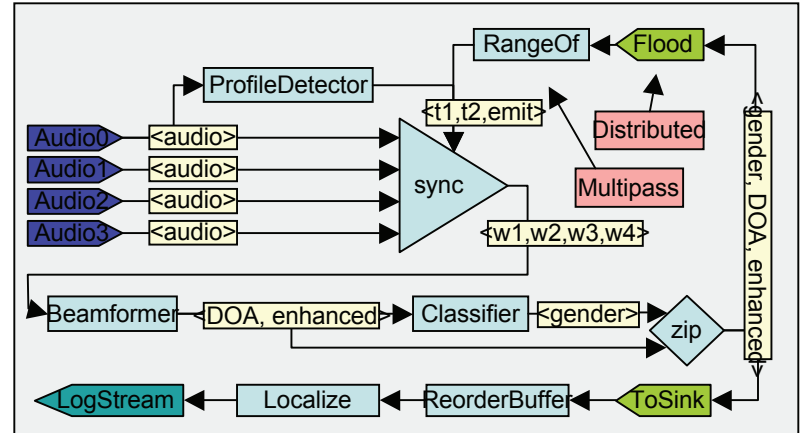 RangeOf
Flood
ProfileDetector
<t1,t2,emit>
Distributed
Audio0
<audio>
Audio1
<audio>
Multipass
sync
Audio2
<audio>
Audio3
<audio>
<w1,w2,w3,w4>
<gender, DOA, enhanced>
Beamformer
<DOA, enhanced>
Classifier
<gender>
zip
LogStream
Localize
ReorderBuffer
ToSink